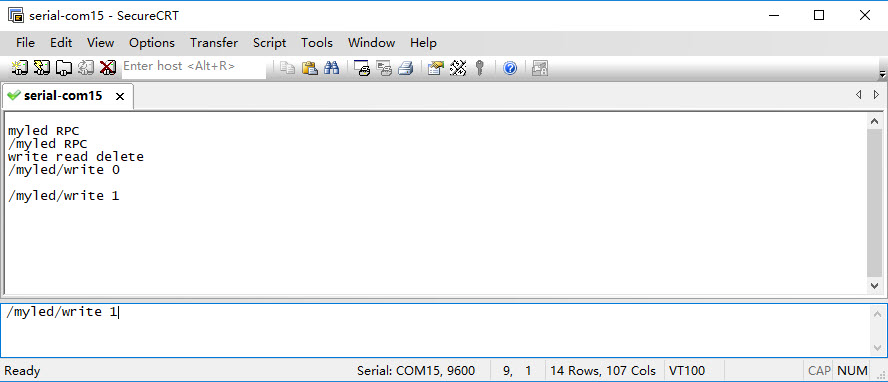 serial-com15 - SecureCRT
File Edit View Options Transfer Script Tools Window Help
Enter host <Alt+R>
serial-com15
myled RPC
/myled RPC
write read delete
/myled/write 0
/myled/write 1
/myled/write 1
Ready Serial: COM15, 9600 9, 1 14 Rows, 107 Cols VT100 CAP NUM